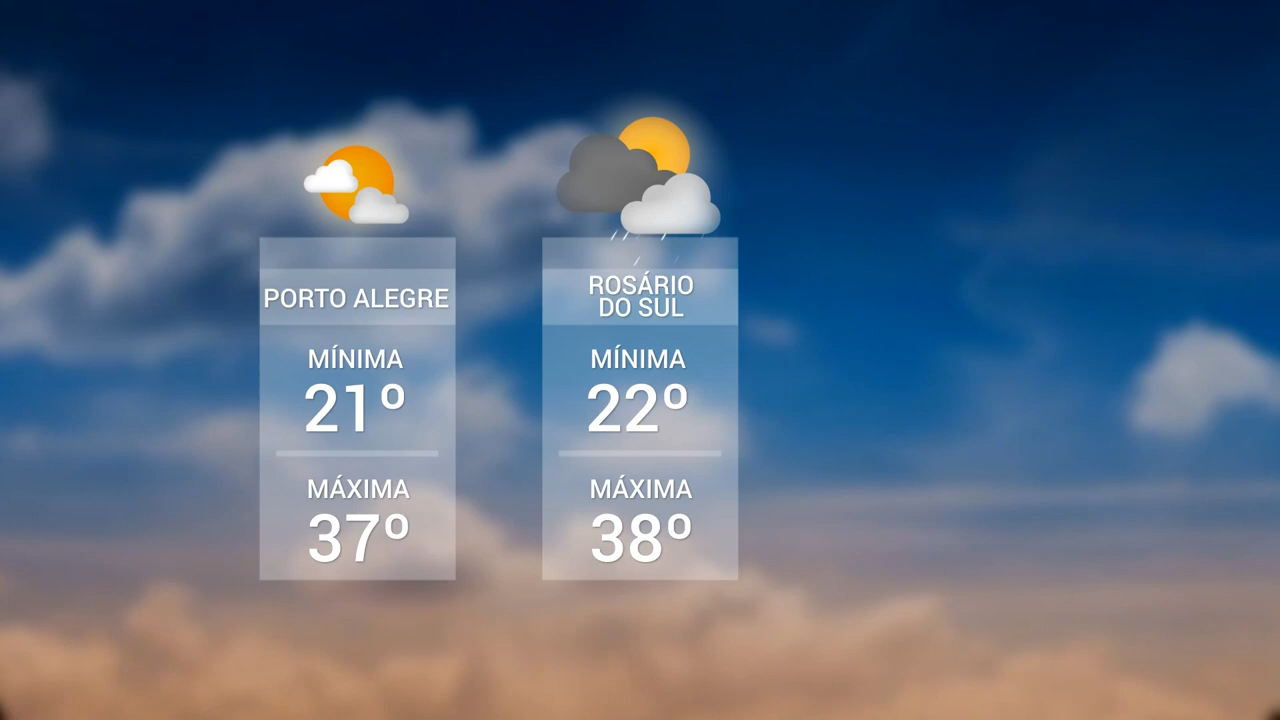 PORTO ALEGRE
MÍNIMA
21º
MÁXIMA
37º
ROSÁRIO
DO SUL
MÍNIMA
22º
MÁXIMA
38º